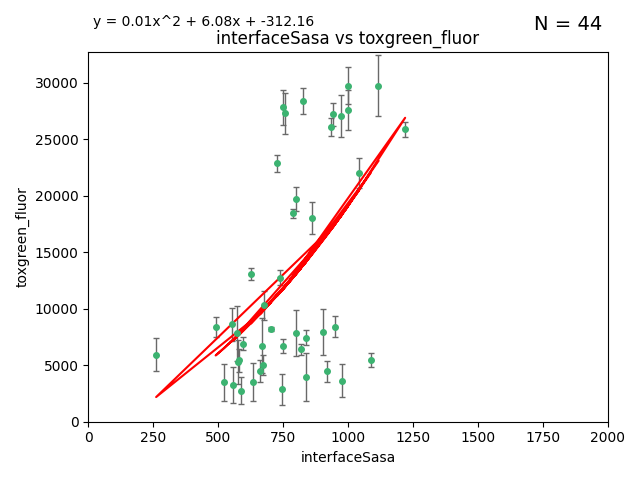 y = 0.01x^2 + 6.08x + -312.16
N = 44
interfaceSasa vs toxgreen_fluor
30000
25000
20000
15000
10000
5000
0
toxgreen_fluor
0 250 500 750 1000 1250 1500 1750 2000
interfaceSasa